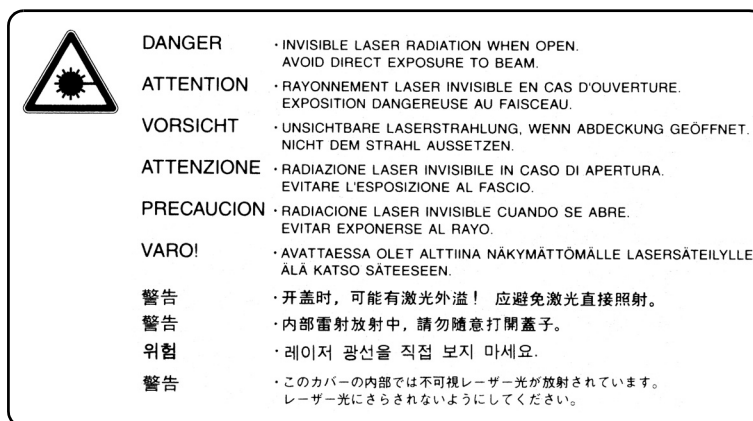 DANGER · INVISIBLE LASER RADIATION WHEN OPEN.
AVOID DIRECT EXPOSURE TO BEAM.
ATTENTION · RAYONNEMENT LASER INVISIBLE EN CAS D'OUVERTURE.
EXPOSITION DANGEREUSE AU FAISCEAU.
VORSICHT · UNSICHTBARE LASERSTRAHLUNG, WENN ABDECKUNG GEÖFFNET.
NICHT DEM STRAHL AUSSETZEN.
ATTENZIONE · RADIAZIONE LASER INVISIBILE IN CASO DI APERTURA.
EVITARE L'ESPOSIZIONE AL FASCIO.
PRECAUCION · RADIACIONE LASER INVISIBLE CUANDO SE ABRE.
EVITAR EXPONERSE AL RAYO.
VARO! · AVATTAESSA OLET ALTTIINA NÄKYMÄTTÖMÄLLE LASERSÄTEILYLLE
ÄLÄ KATSO SÄTEESEEN.
警告 · 开盖时，可能有激光外溢！应避免激光直接照射。
警告 · 内部雷射放射中，請勿隨意打開蓋子。
위험 · 레이저 광선을 직접 보지 마세요.
警告 · このカバーの内部では不可視レーザー光が放射されています。
レーザー光にさらされないようにしてください。